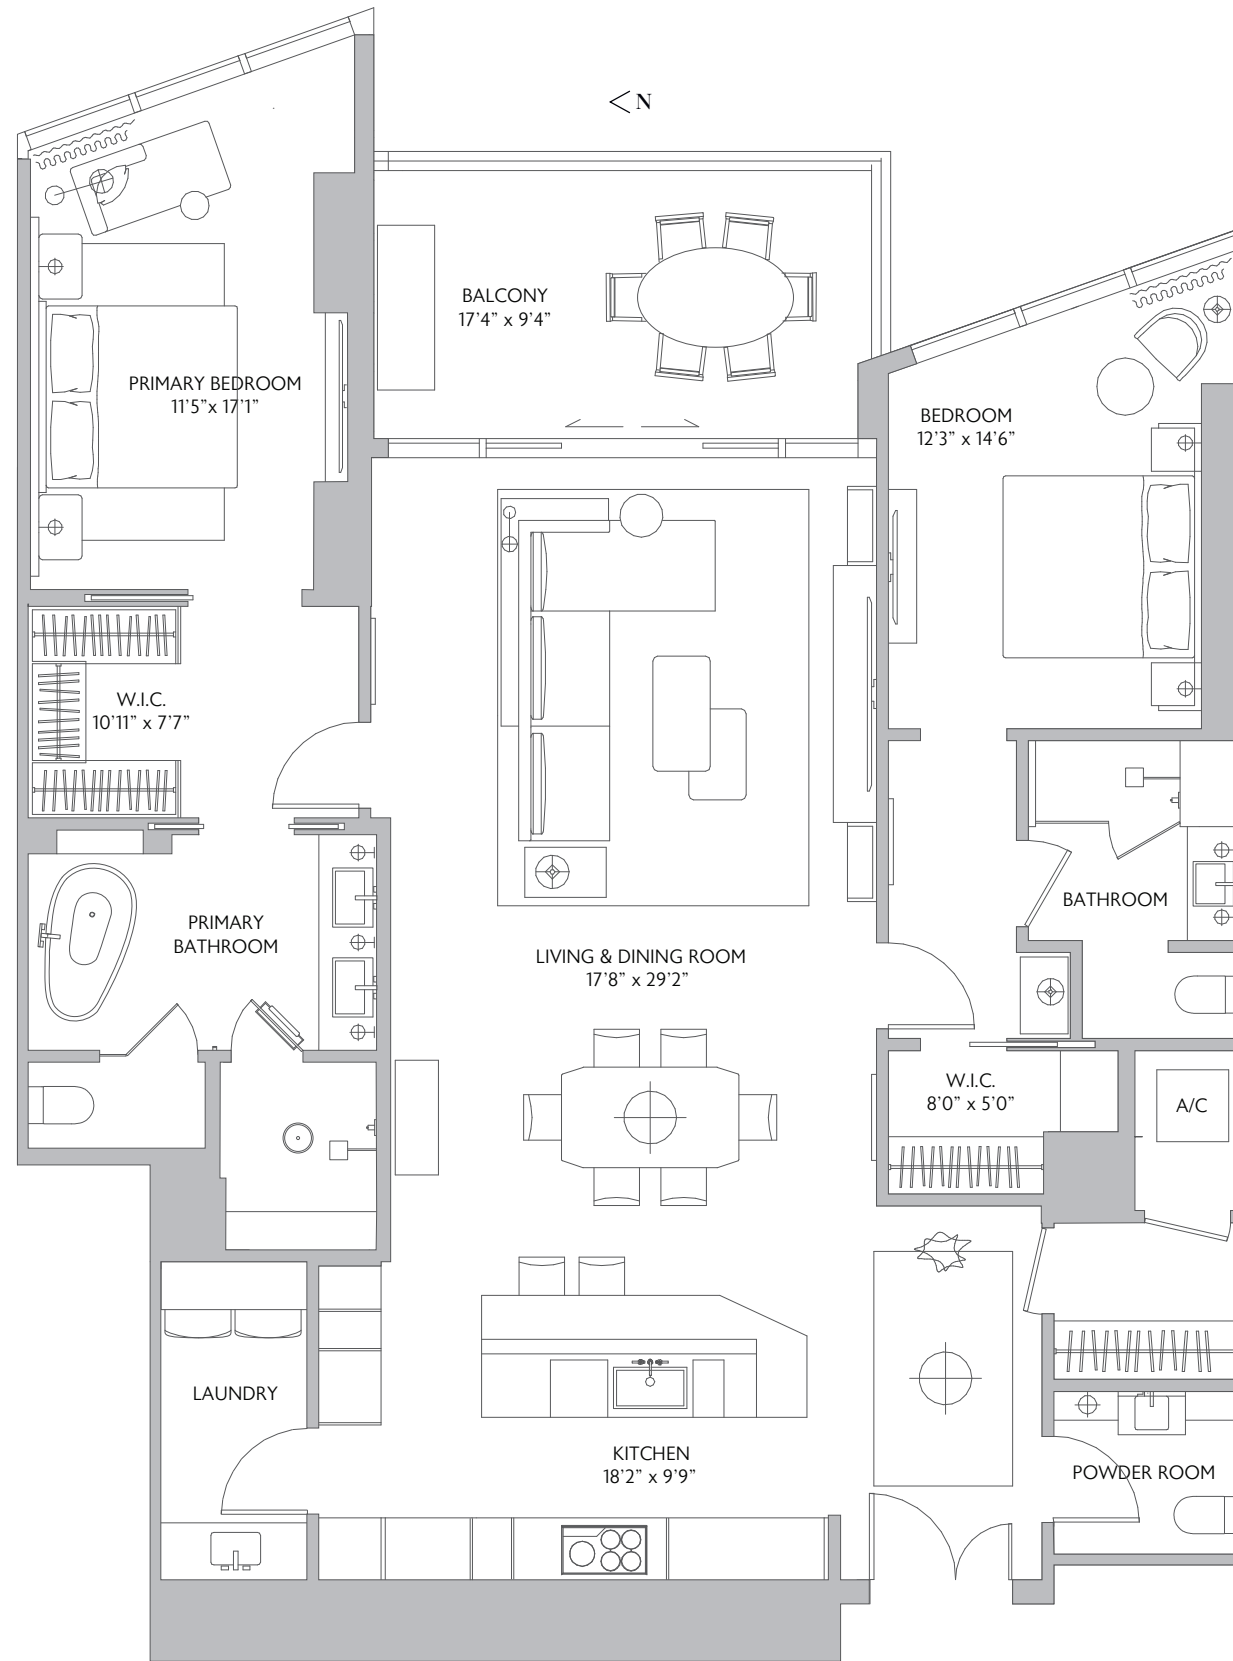 N
BALCONY
17'4" x 9'4"
PRIMARY BEDROOM
11'5"x 17'1"
BEDROOM
12'3" x 14'6"
W.I.C.
10'11" x 7'7"
BATHROOM
PRIMARY
BATHROOM
LIVING & DINING ROOM
17'8" x 29'2"
W.I.C.
8'0" x 5'0"
A/C
LAUNDRY
KITCHEN
18'2" x 9'9"
POWDER ROOM